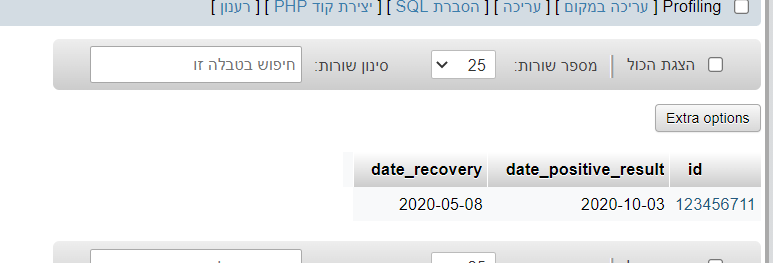 Profiling [ עריכה במקום ] [ עריכה ] [ הסברת SQL ] [ יצירת קוד PHP ] [ רענון ]
הצגת הכול | מספר שורות: 25 סינון שורות: חיפוש בטבלה זו
Extra options
id date_positive_result date_recovery
123456711 2020-10-03 2020-05-08